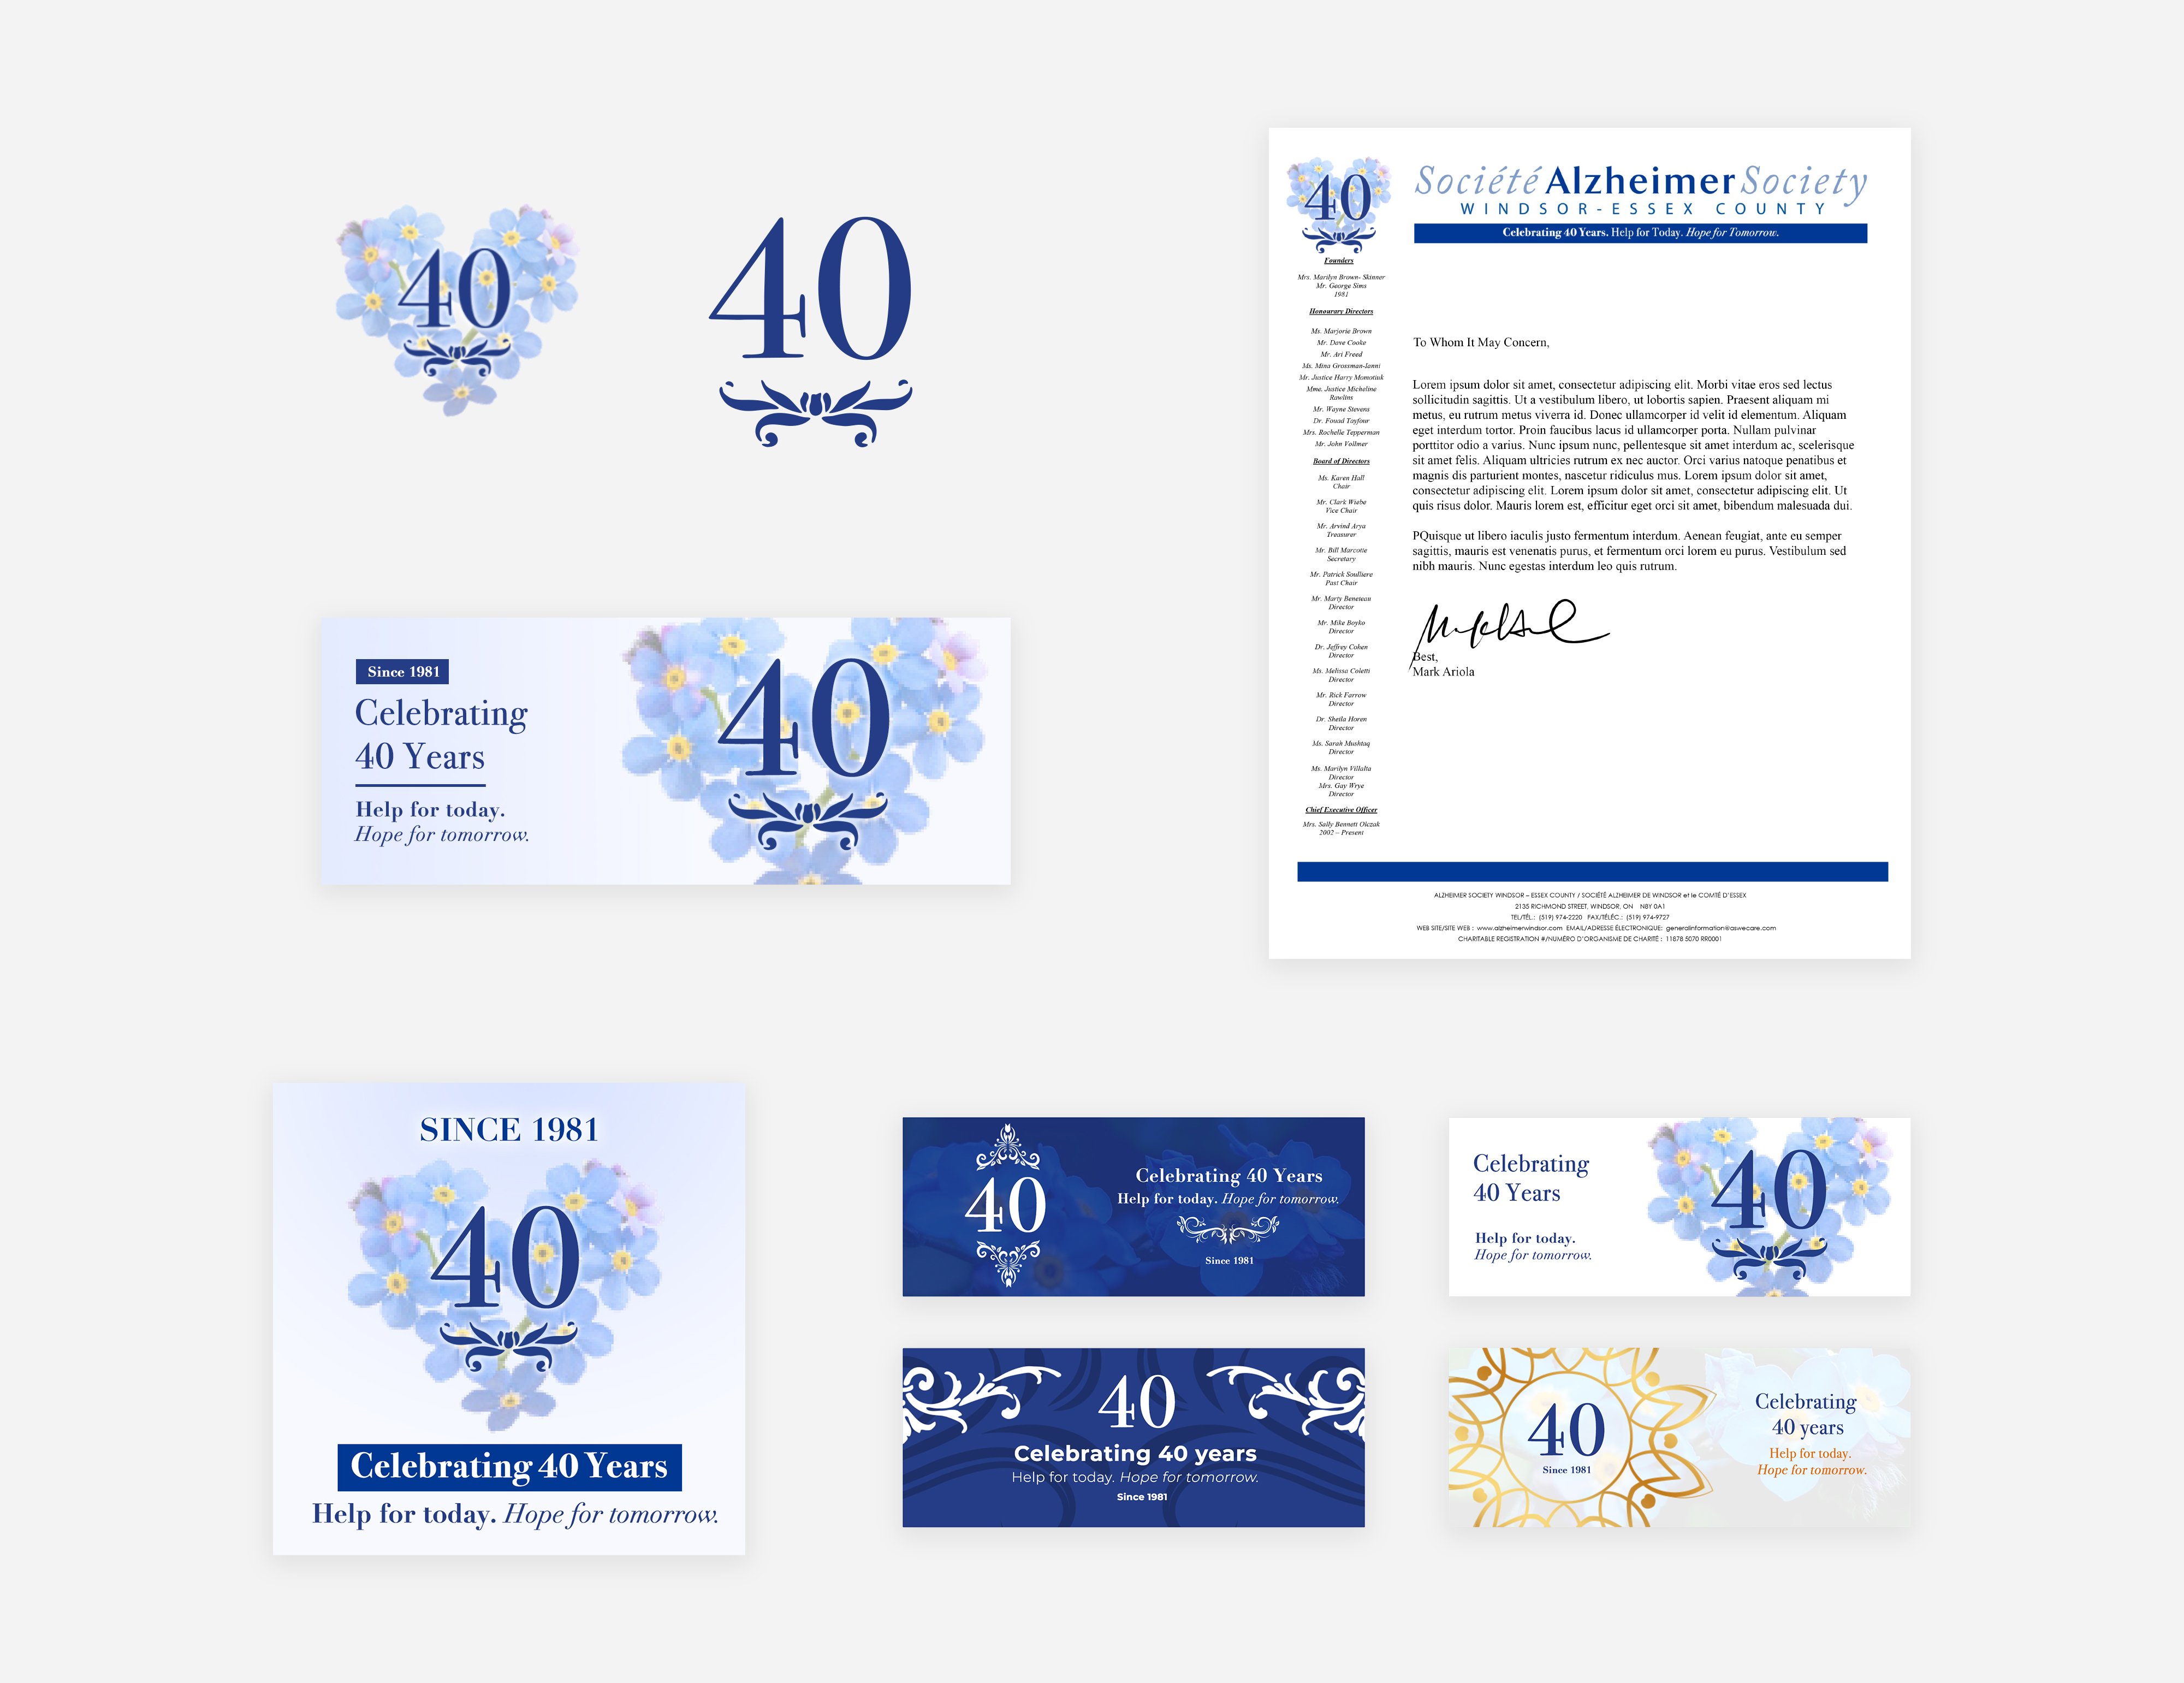 40
40
Since 1981
Celebrating
40 Years
Help for today.
Hope for tomorrow.
40
40
Société Alzheimer Society
WINDSOR-ESSEX COUNTY
Celebrating 40 Years. Help for Today. Hope for Tomorrow.
Founders
Mrs. Marilyn Brown- Skinner
Mr. George Sims
1981
Honourary Directors
Ms. Marjorie Brown
Mr. Dave Cooke
Mr. Ari Freed
Ms. Mina Grossman-Ianni
Mr. Justice Harry Momotiuk
Mme. Justice Micheline
Rawlins
Mr. Wayne Stevens
Dr. Fouad Tayfour
Mrs. Rochelle Tepperman
Mr. John Vollmer
Board of Directors
Ms. Karen Hall
Chair
Mr. Clark Wiebe
Vice Chair
Mr. Arvind Arya
Treasurer
Mr. Bill Marcotie
Secretary
Mr. Patrick Soulliere
Past Chair
Mr. Marty Beneteau
Director
Mr. Mike Boyko
Director
Dr. Jeffrey Cohen
Director
Ms. Melissa Coletti
Director
Mr. Rick Farrow
Director
Dr. Sheila Horen
Director
Ms. Sarah Mushtaq
Director
Ms. Marilyn Villalta
Director
Mrs. Gay Wrye
Director
Chief Executive Officer
Mrs. Sally Bennett Olczak
2002 – Present
To Whom It May Concern,
Lorem ipsum dolor sit amet, consectetur adipiscing elit. Morbi vitae eros sed lectus
sollicitudin sagittis. Ut a vestibulum libero, ut lobortis sapien. Praesent aliquam mi
metus, eu rutrum metus viverra id. Donec ullamcorper id velit id elementum. Aliquam
eget interdum tortor. Proin faucibus lacus id ullamcorper porta. Nullam pulvinar
porttitor odio a varius. Nunc ipsum nunc, pellentesque sit amet interdum ac, scelerisque
sit amet felis. Aliquam ultricies rutrum ex nec auctor. Orci varius natoque penatibus et
magnis dis parturient montes, nascetur ridiculus mus. Lorem ipsum dolor sit amet,
consectetur adipiscing elit. Lorem ipsum dolor sit amet, consectetur adipiscing elit. Ut
quis risus dolor. Mauris lorem est, efficitur eget orci sit amet, bibendum malesuada dui.
PQuisque ut libero iaculis justo fermentum interdum. Aenean feugiat, ante eu semper
sagittis, mauris est venenatis purus, et fermentum orci lorem eu purus. Vestibulum sed
nibh mauris. Nunc egestas interdum leo quis rutrum.
Best,
Mark Ariola
ALZHEIMER SOCIETY WINDSOR – ESSEX COUNTY / SOCIÉTÉ ALZHEIMER DE WINDSOR et le COMTÉ D'ESSEX
2135 RICHMOND STREET, WINDSOR, ON N8Y 0A1
TEL/TÉL.: (519) 974-2220 FAX/TÉLÉC.: (519) 974-9727
WEB SITE/SITE WEB : www.alzheimerwindsor.com EMAIL/ADRESSE ÉLECTRONIQUE: generalinformation@aswecare.com
CHARITABLE REGISTRATION #/NUMÉRO D'ORGANISME DE CHARITÉ : 11878 5070 RR0001
SINCE 1981
40
Celebrating 40 Years
Help for today. Hope for tomorrow.
40
Celebrating 40 Years
Help for today. Hope for tomorrow.
Since 1981
Celebrating
40 Years
Help for today.
Hope for tomorrow.
40
40
Celebrating 40 years
Help for today. Hope for tomorrow.
Since 1981
40
Since 1981
Celebrating
40 years
Help for today.
Hope for tomorrow.